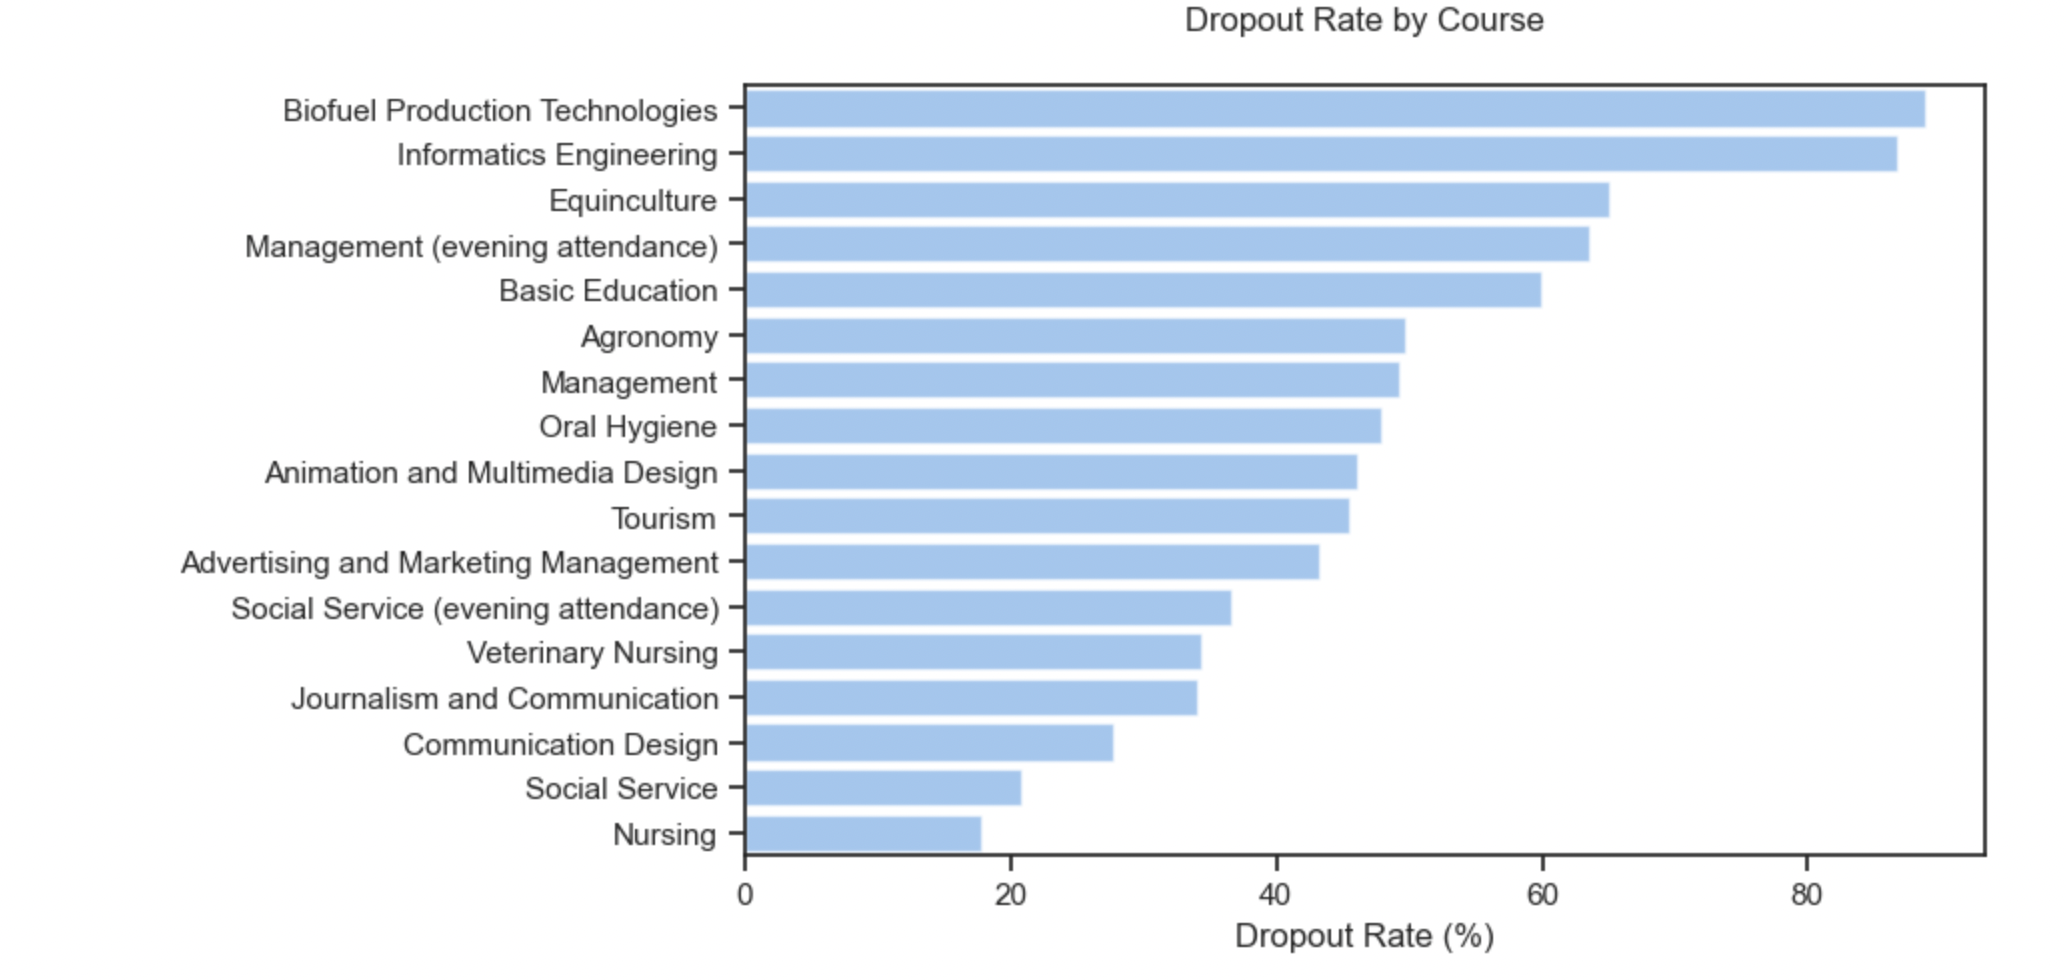 Dropout Rate by Course
Biofuel Production Technologies
Informatics Engineering
Equinculture
Management (evening attendance)
Basic Education
Agronomy
Management
Oral Hygiene
Animation and Multimedia Design
Tourism
Advertising and Marketing Management
Social Service (evening attendance)
Veterinary Nursing
Journalism and Communication
Communication Design
Social Service
Nursing
0 20 40 60 80
Dropout Rate (%)